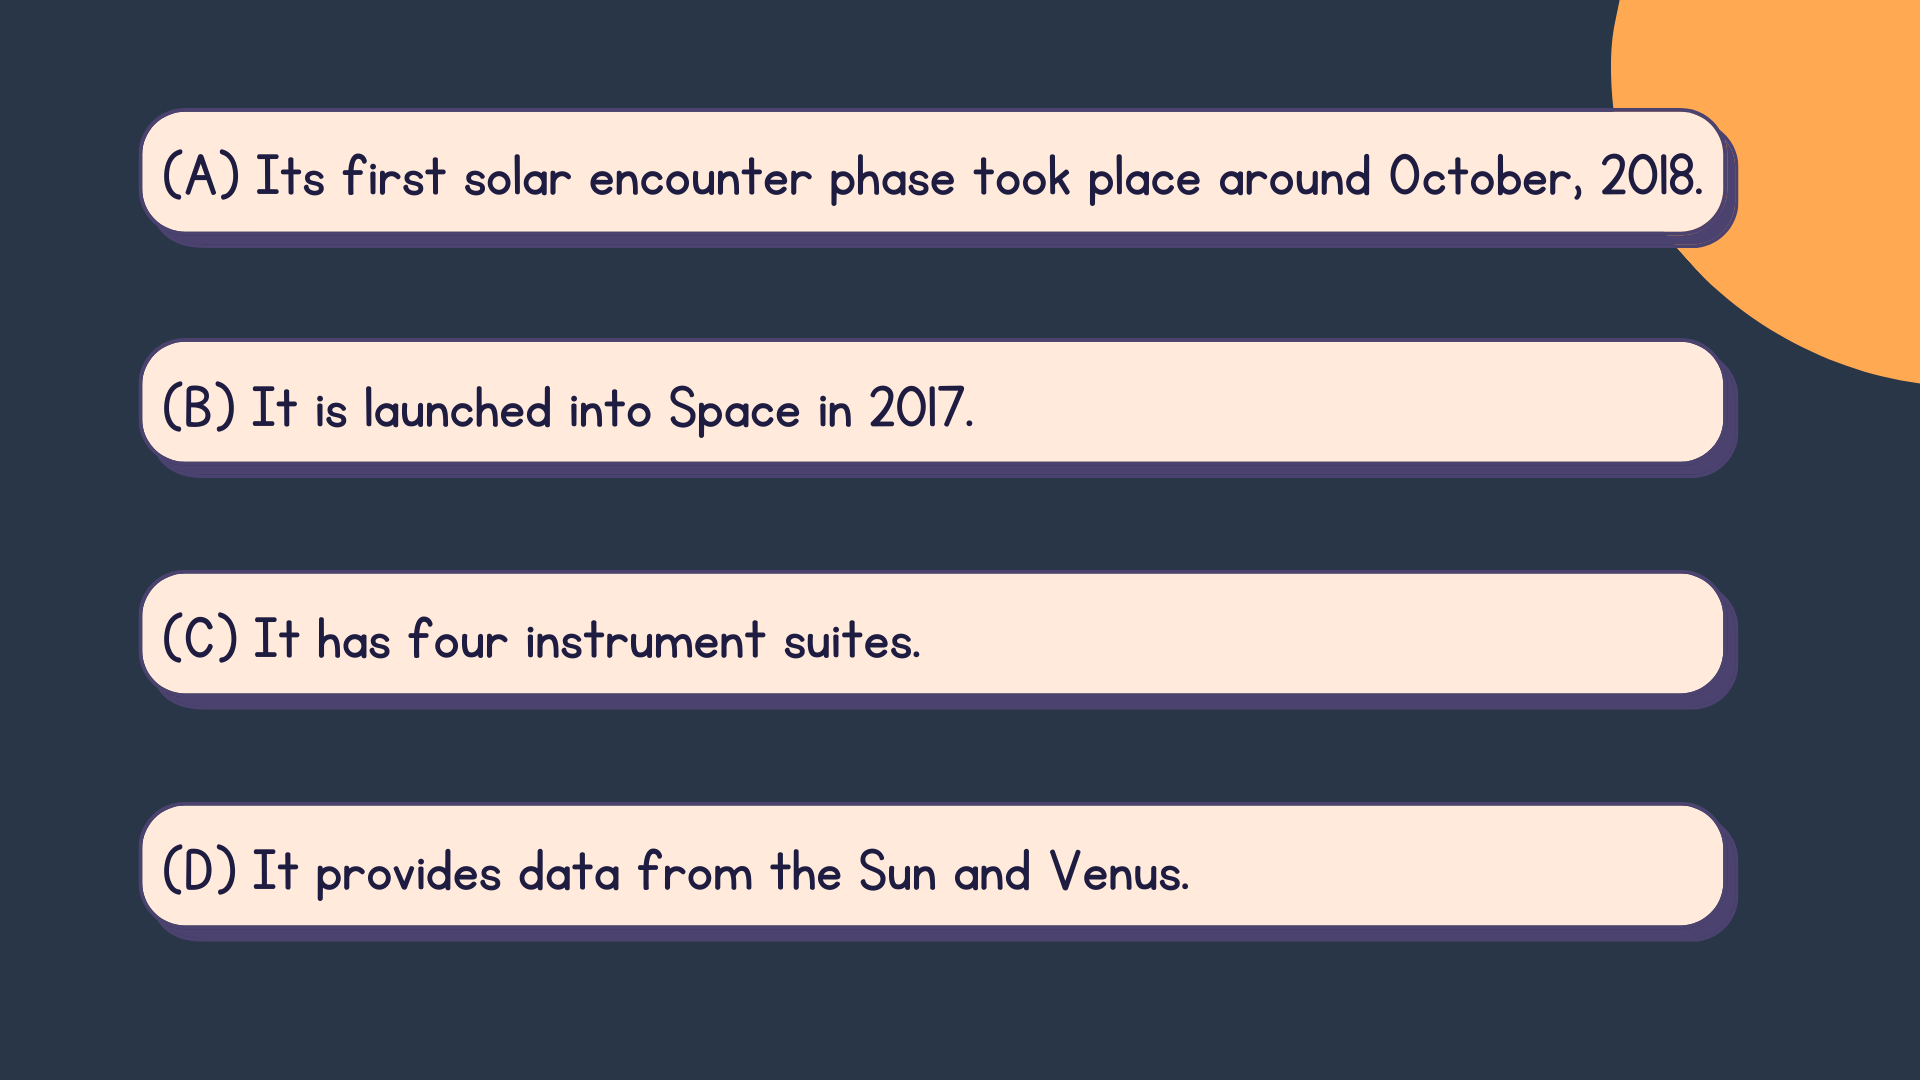 (A) Its first solar encounter phase took place around October, 2018.
(B) It is launched into Space in 2017.
(C) It has four instrument suites.
(D) It provides data from the Sun and Venus.